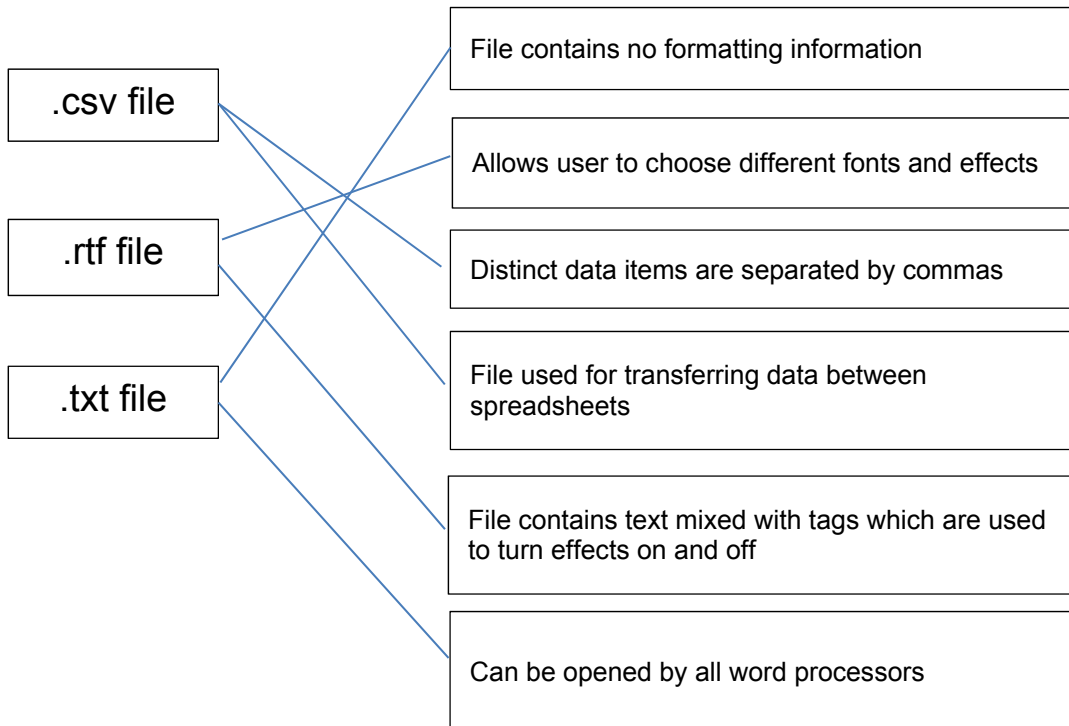 .csv file
.rtf file
.txt file
File contains no formatting information
Allows user to choose different fonts and effects
Distinct data items are separated by commas
File used for transferring data between
spreadsheets
File contains text mixed with tags which are used
to turn effects on and off
Can be opened by all word processors